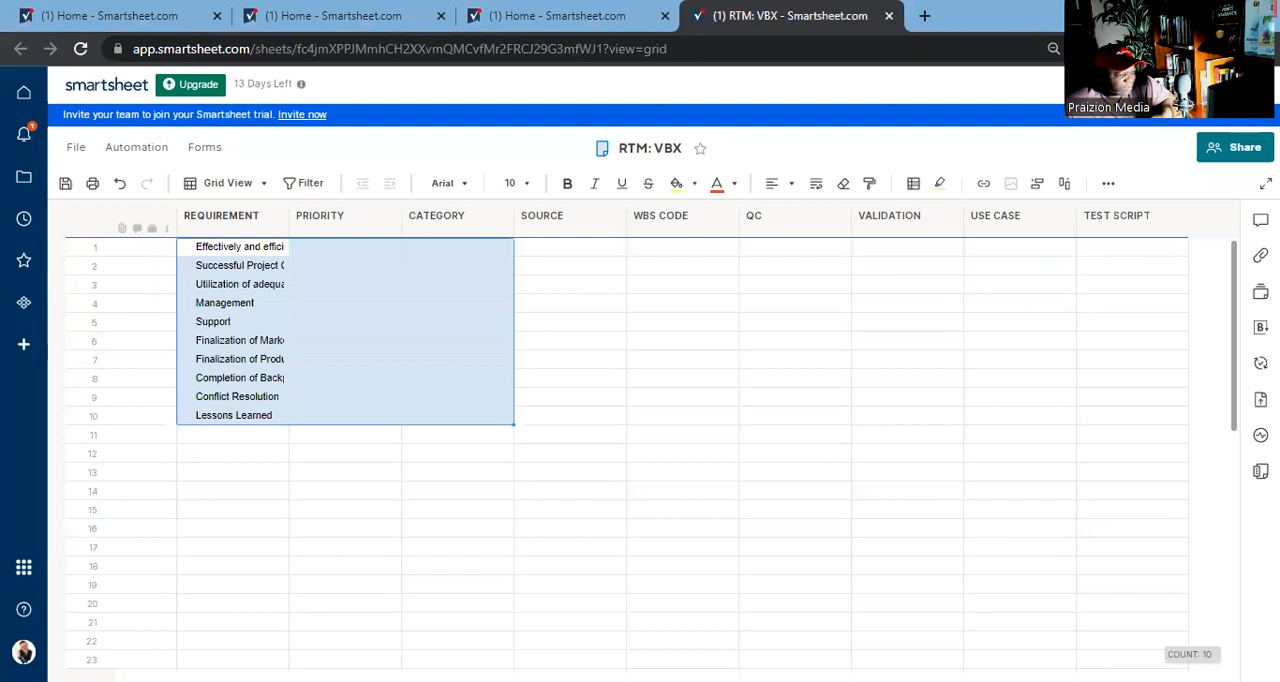 (1) Home - Smartsheet.com
(1) Home - Smartsheet.com
(1) Home - Smartsheet.com
(1) RTM: VBX - Smartsheet.com
app.smartsheet.com/sheets/fc4jmXPPJMmhCH2XXvmQMCvfMr2FRCJ29G3mfWJ1?view=grid
Praizion Media
smartsheet Upgrade 13 Days Left
Invite your team to join your Smartsheet trial. Invite now
File Automation Forms
RTM: VBX
Share
Grid View Filter Arial 10 B I U S A
REQUIREMENT PRIORITY CATEGORY SOURCE WBS CODE QC VALIDATION USE CASE TEST SCRIPT
1 Effectively and effici
2 Successful Project
3 Utilization of adequa
4 Management
5 Support
6 Finalization of Mark
7 Finalization of Produ
8 Completion of Back
9 Conflict Resolution
10 Lessons Learned
11
12
13
14
15
16
17
18
19
20
21
22
23
COUNT: 10